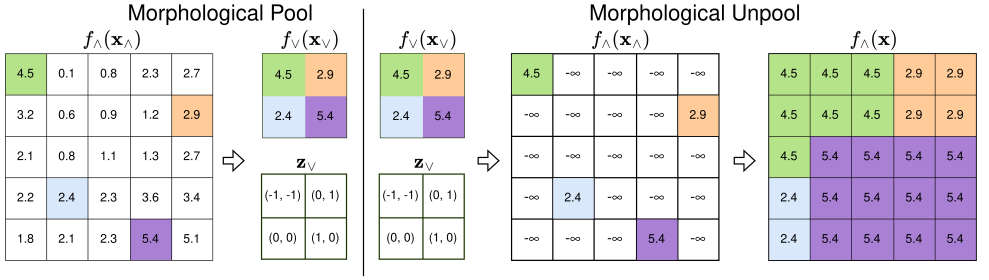 Morphological Pool
Morphological Unpool
f∧(x∧)
f∨(x∨)
f∨(x∨)
f∧(x∧)
f∧(x)
4.5 0.1 0.8 2.3 2.7
3.2 0.6 0.9 1.2 2.9
2.1 0.8 1.1 1.3 2.7
2.2 2.4 2.3 3.6 3.4
1.8 2.1 2.3 5.4 5.1
4.5 2.9
2.4 5.4
z∨
(-1, -1) (0, 1)
(0, 0) (1, 0)
4.5 2.9
2.4 5.4
z∨
(-1, -1) (0, 1)
(0, 0) (1, 0)
4.5 -∞ -∞ -∞ -∞
-∞ -∞ -∞ -∞ 2.9
-∞ -∞ -∞ -∞ -∞
-∞ 2.4 -∞ -∞ -∞
-∞ -∞ -∞ 5.4 -∞
4.5 4.5 4.5 2.9 2.9
4.5 4.5 4.5 2.9 2.9
4.5 5.4 5.4 5.4 5.4
2.4 5.4 5.4 5.4 5.4
2.4 5.4 5.4 5.4 5.4